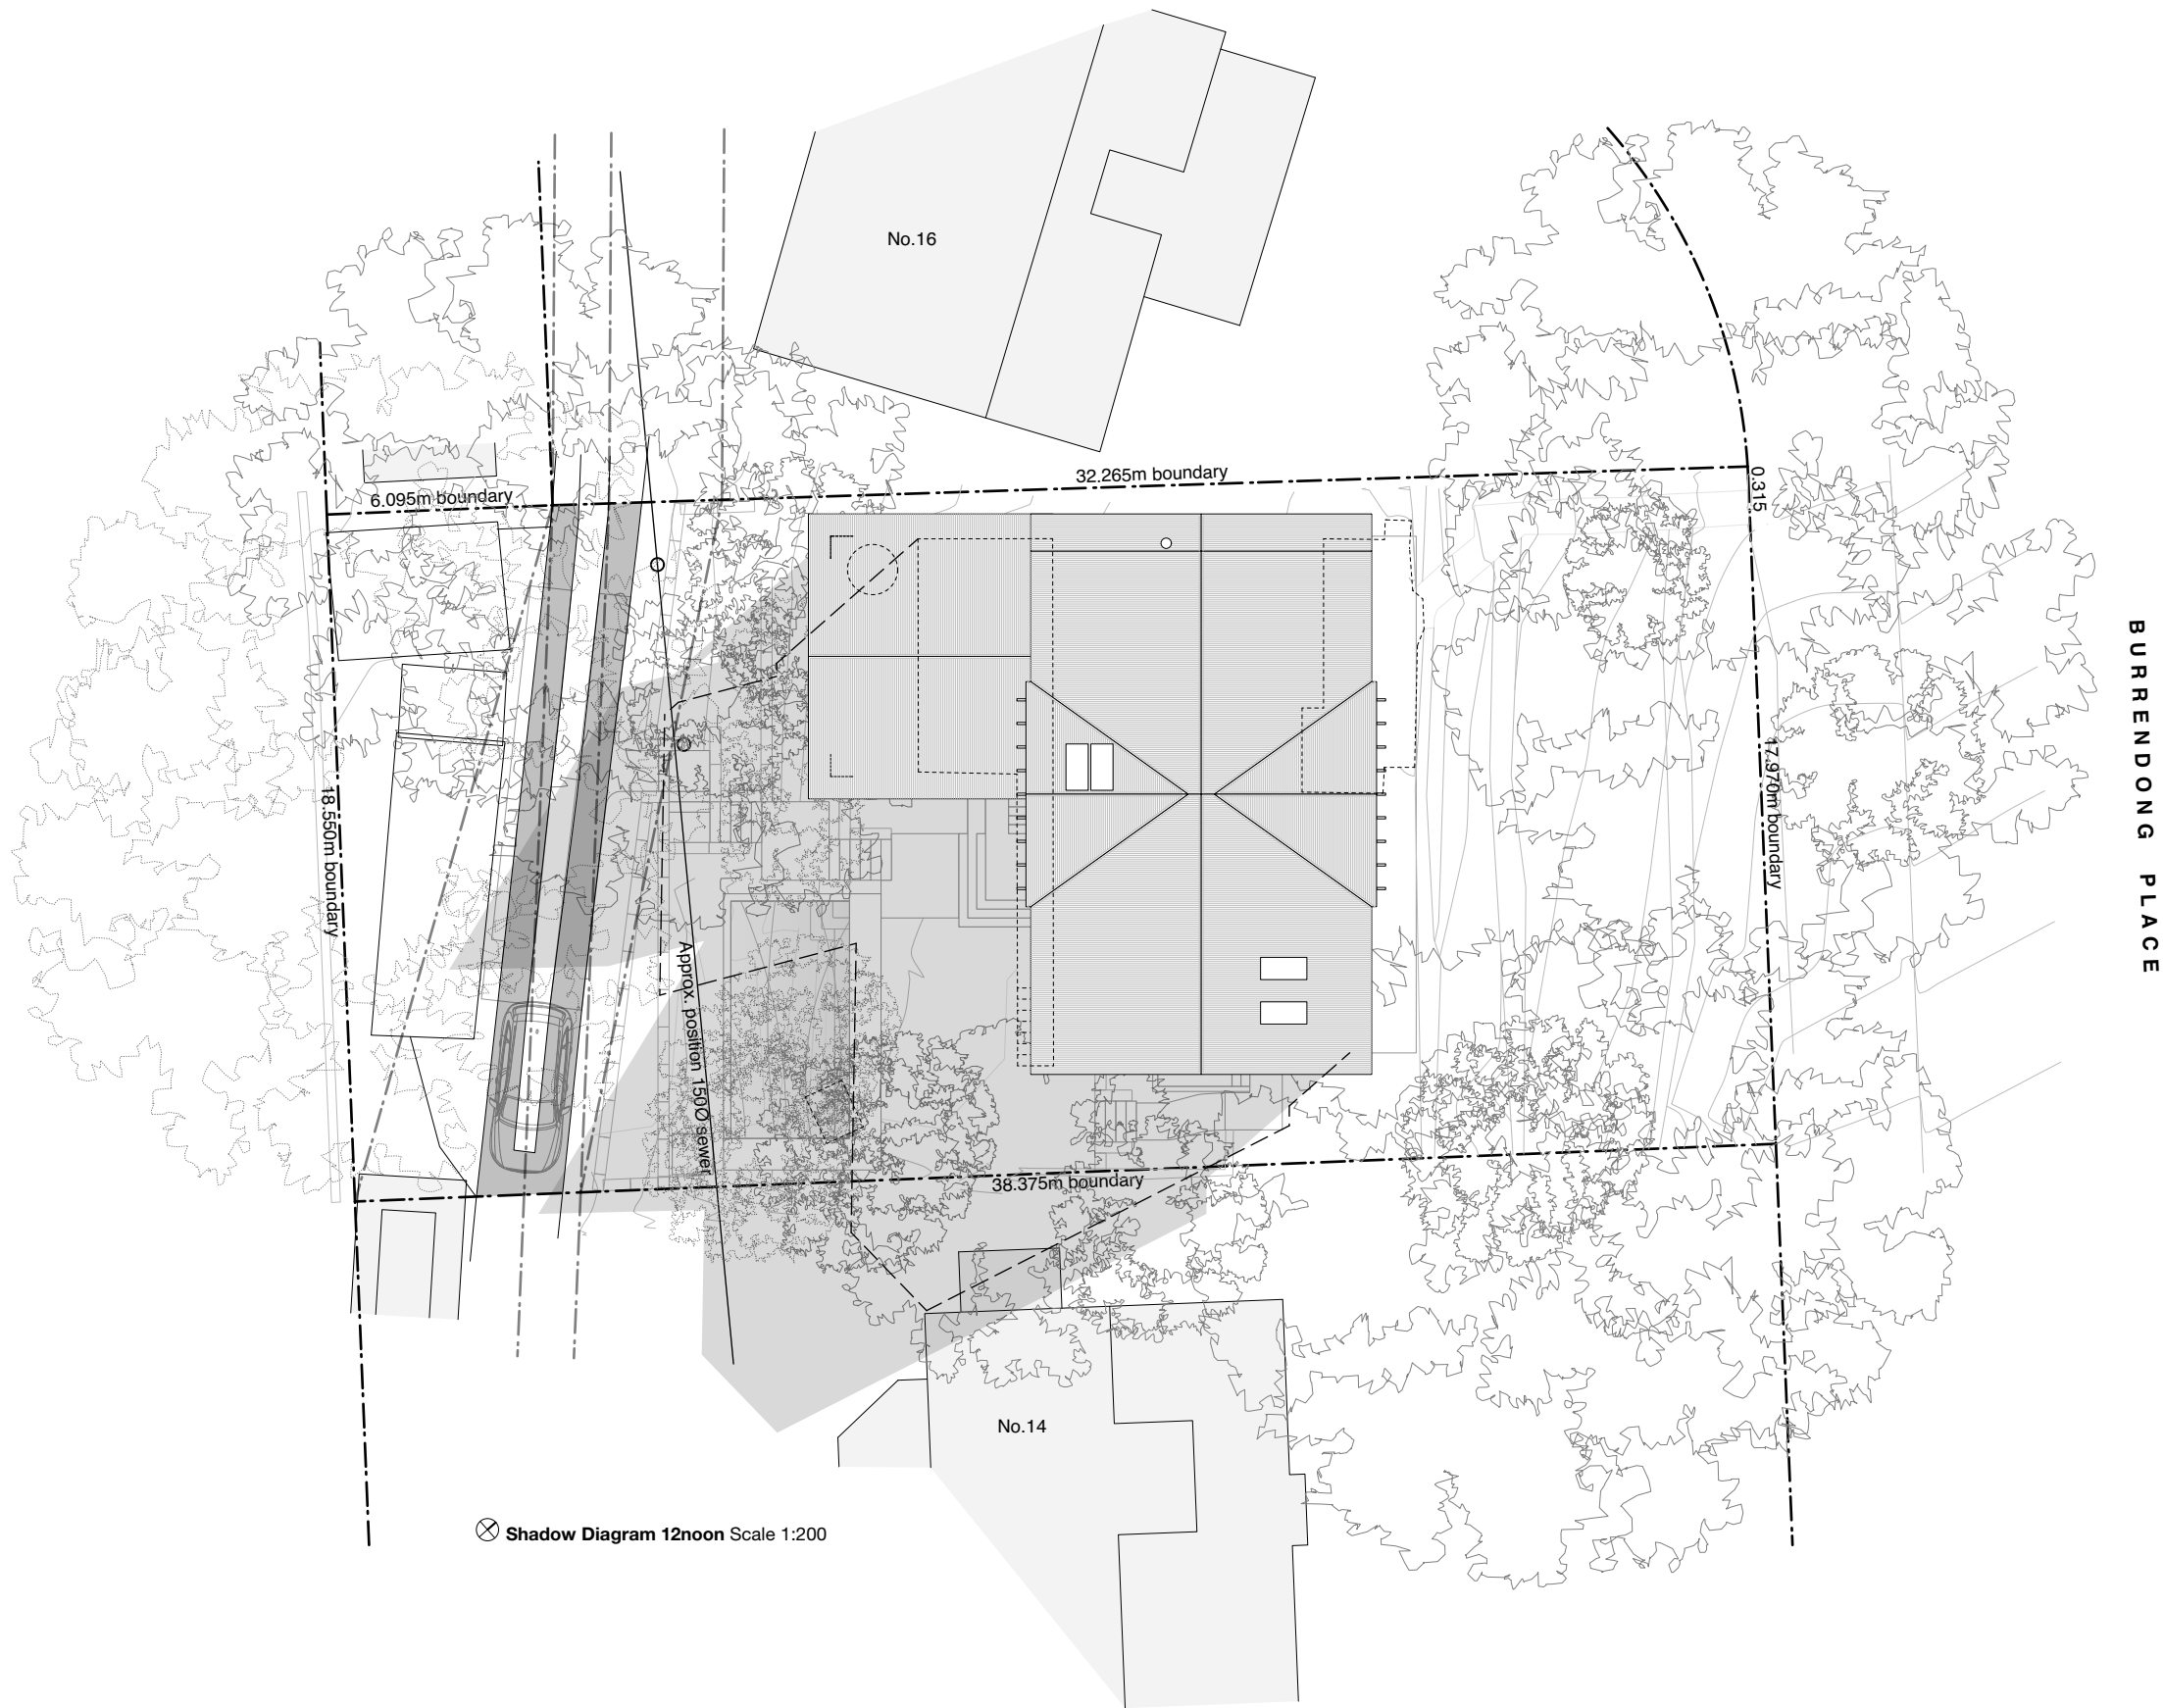 No.16
32.265m boundary
6.095m boundary
0.315
BURRENDONG PLACE
17.970m boundary
18.550m boundary
Approx. position 150Ø sewer
38.375m boundary
No.14
Shadow Diagram 12noon Scale 1:200